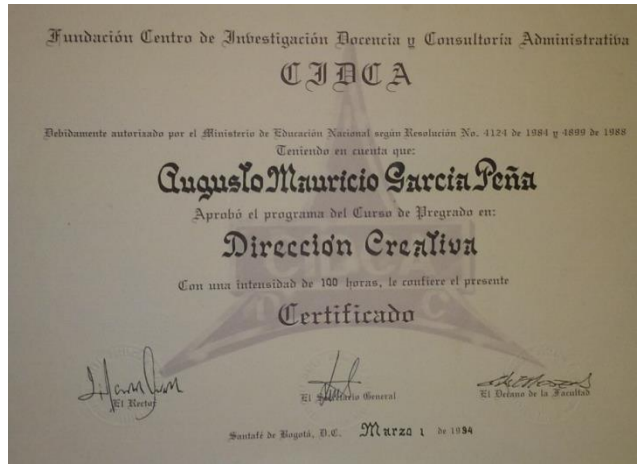 Fundación Centro de Investigación Docencia y Consultoría Administrativa
CIDCA
Debidamente autorizado por el Ministerio de Educación Nacional según Resolución No. 4124 de 1984 y 4699 de 1988
Teniendo en cuenta que:
Augusto Mauricio Garcia Peña
Aprobó el programa del Curso de Pregrado en:
Dirección Creativa
Con una intensidad de 100 horas, le confiere el presente
Certificado
El Rector El Secretario General El Decano de la Facultad
Santafé de Bogotá, D.C. Marzo 1 de 1994